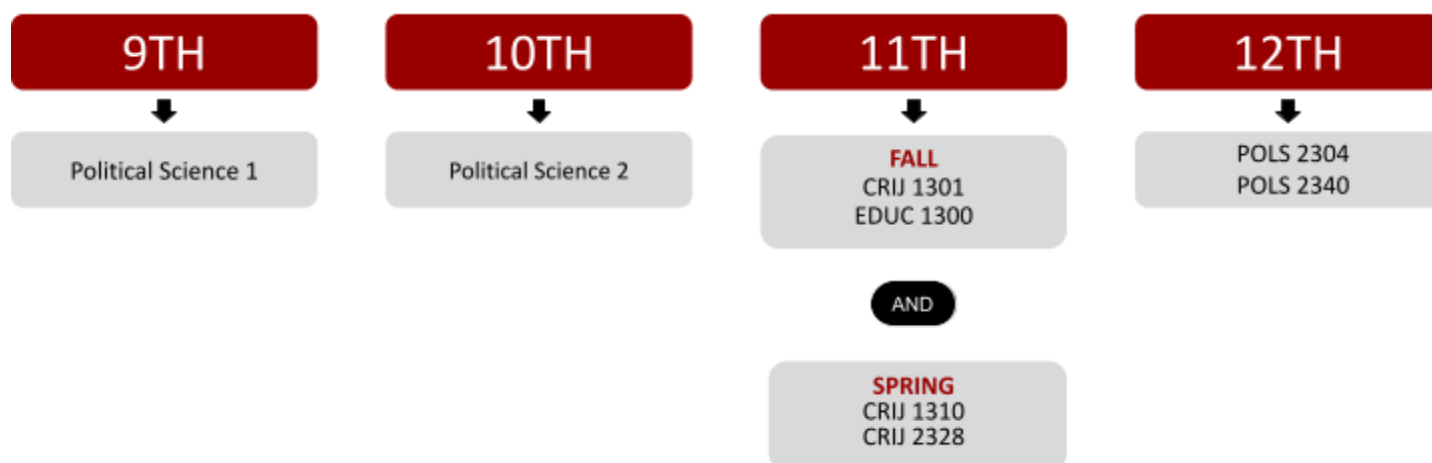 9TH
Political Science 1
10TH
Political Science 2
11TH
FALL
CRIJ 1301
EDUC 1300
AND
SPRING
CRIJ 1310
CRIJ 2328
12TH
POLS 2304
POLS 2340